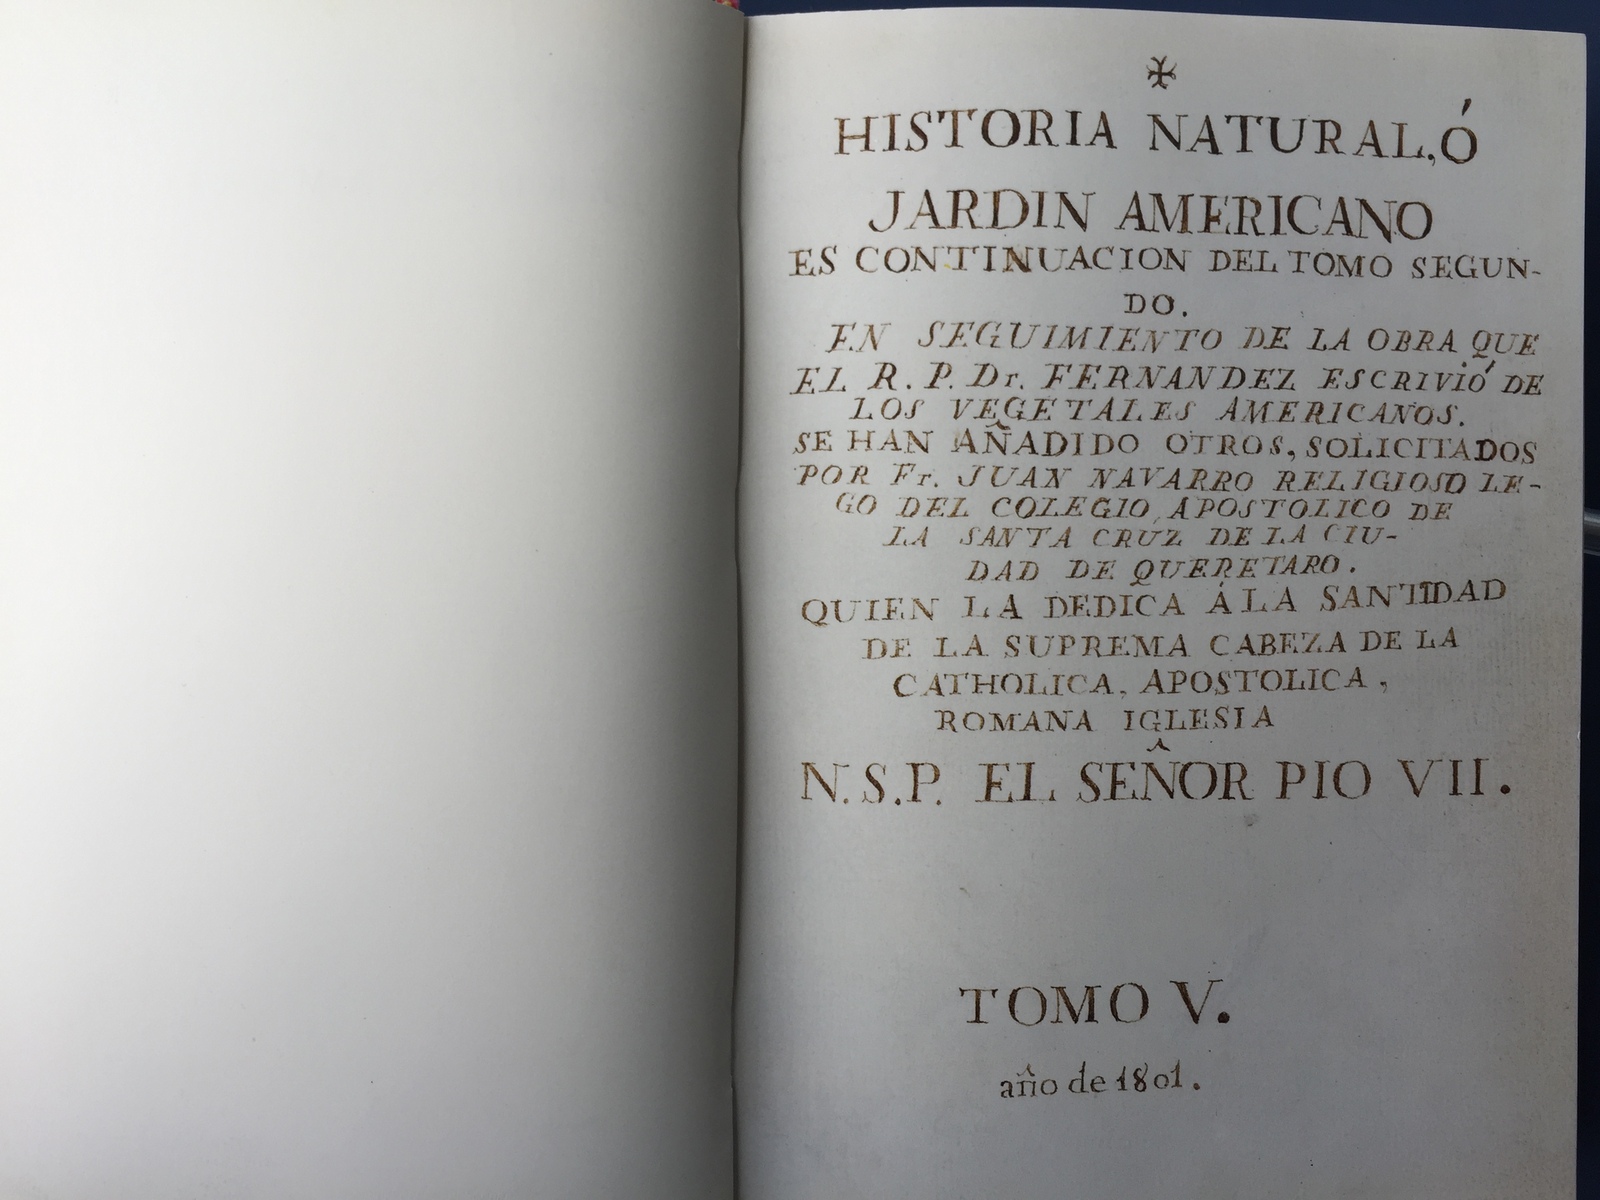 HISTORIA NATURAL, Ó
JARDIN AMERICANO
ES CONTINUACION DEL TOMO SEGUN-
DO.
EN SEGUIMIENTO DE LA OBRA QUE
EL R. P. Dr. FERNANDEZ ESCRIVIÓ DE
LOS VEGETALES AMERICANOS.
SE HAN AÑADIDO OTROS, SOLICITADOS
POR Fr. JUAN NAVARRO RELIGIOSO LE-
GO DEL COLEGIO APOSTOLICO DE
LA SANTA CRUZ DE LA CIU-
DAD DE QUERETARO.
QUIEN LA DEDICA Á LA SANTIDAD
DE LA SUPREMA CABEZA DE LA
CATHOLICA, APOSTOLICA,
ROMANA IGLESIA
N.S.P. EL SEÑOR PIO VII.
TOMO V.
año de 1801.